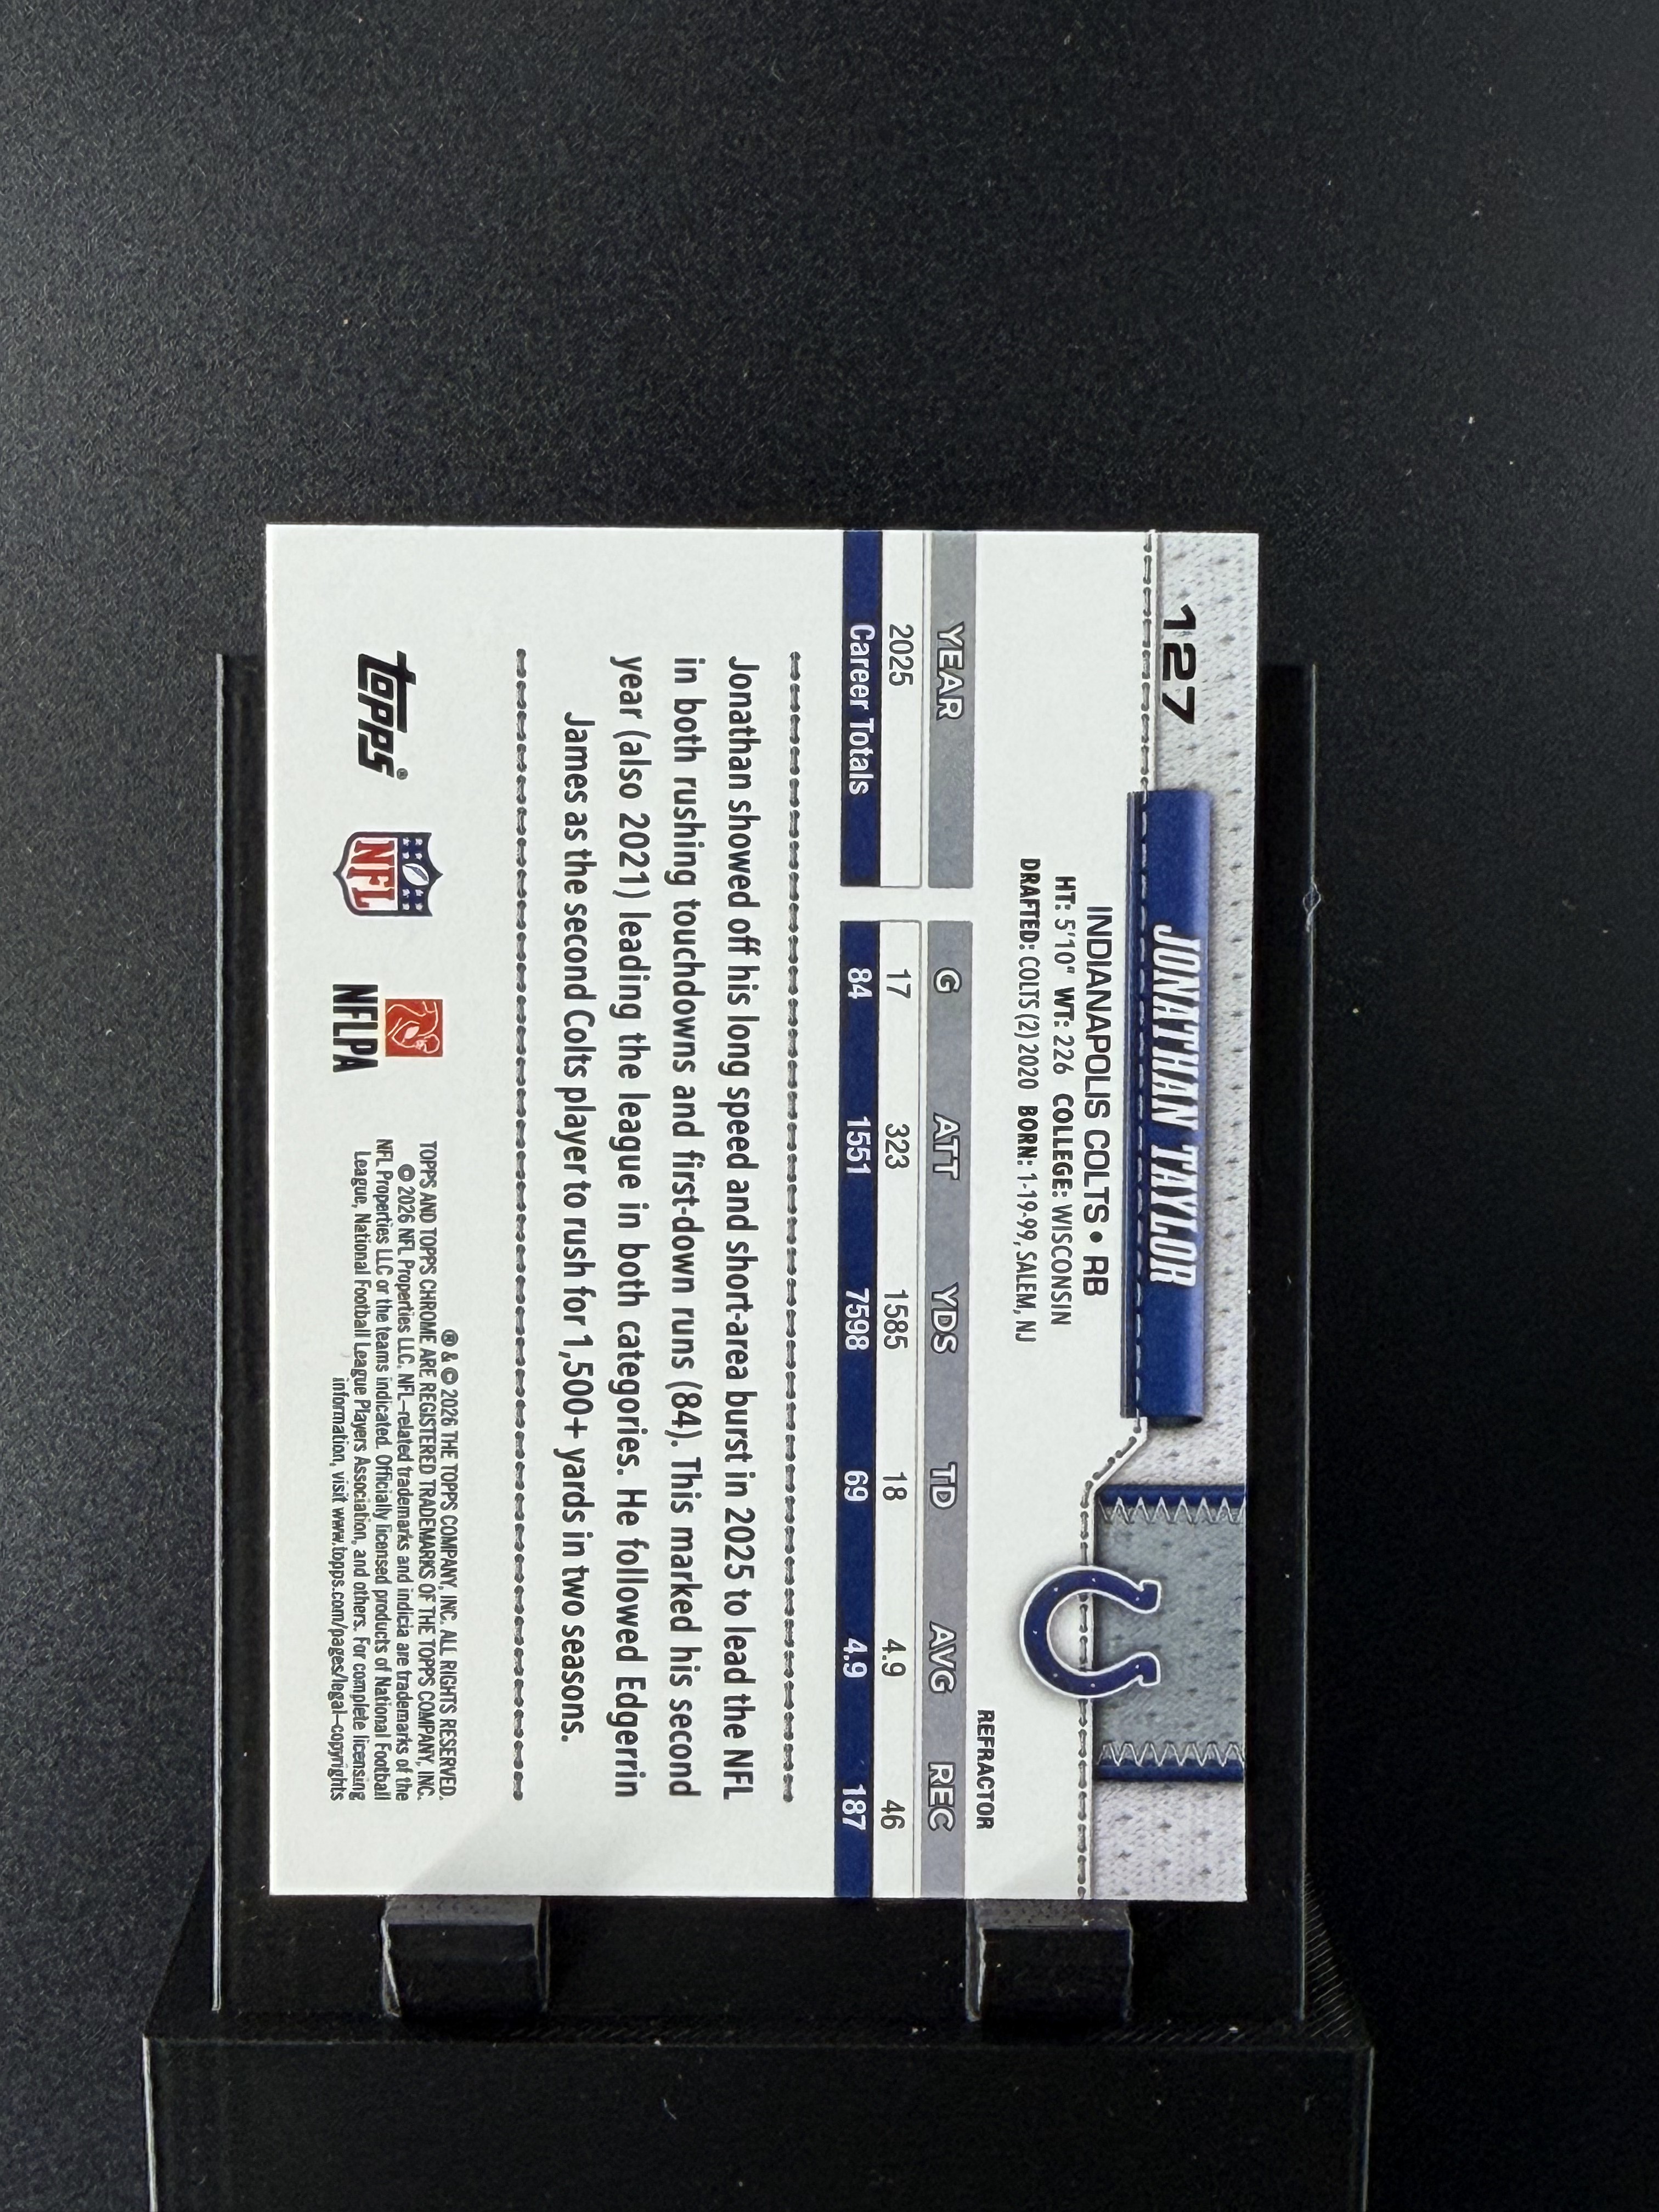 127
JONATHAN TAYLOR
INDIANAPOLIS COLTS • RB
HT: 5'10" WT: 226 COLLEGE: WISCONSIN
DRAFTED: COLTS (2) 2020 BORN: 1-19-99, SALEM, NJ
REFRACTOR
YEAR G ATT YDS TD AVG REC
2025 17 323 1585 18 4.9 46
Career Totals 84 1551 7598 69 4.9 187
Jonathan showed off his long speed and short-area burst in 2025 to lead the NFL
in both rushing touchdowns and first-down runs (84). This marked his second
year (also 2021) leading the league in both categories. He followed Edgerrin
James as the second Colts player to rush for 1,500+ yards in two seasons.
topps®
NFL
NFLPA
® & © 2026 THE TOPPS COMPANY, INC. ALL RIGHTS RESERVED.
TOPPS AND TOPPS CHROME ARE REGISTERED TRADEMARKS OF THE TOPPS COMPANY, INC.
© 2026 NFL Properties LLC. NFL–related trademarks and indicia are trademarks of the
NFL Properties LLC or the teams indicated. Officially licensed products of National Football
League, National Football League Players Association, and others. For complete licensing
information, visit www.topps.com/pages/legal–copyrights